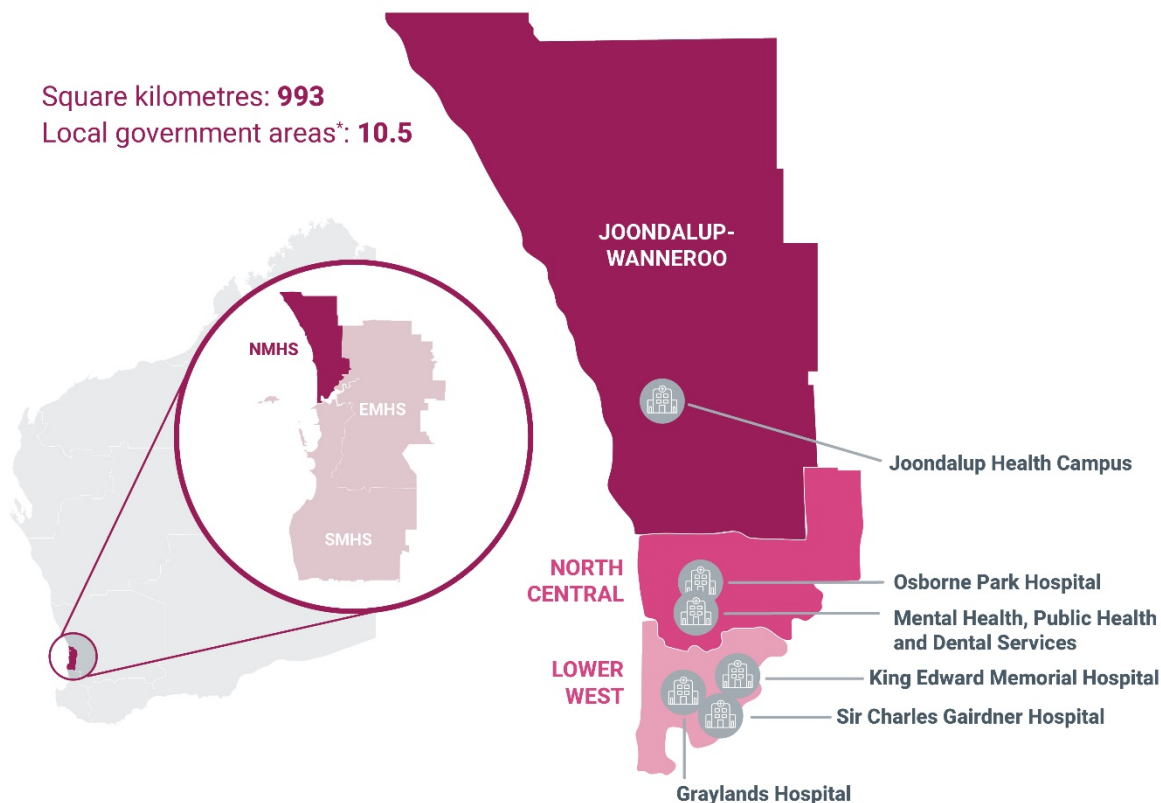 Square kilometres: 993
Local government areas*: 10.5
JOONDALUP-
WANNEROO
NMHS
EMHS
SMHS
Joondalup Health Campus
NORTH
CENTRAL
Osborne Park Hospital
Mental Health, Public Health
and Dental Services
LOWER
WEST
King Edward Memorial Hospital
Sir Charles Gairdner Hospital
Graylands Hospital